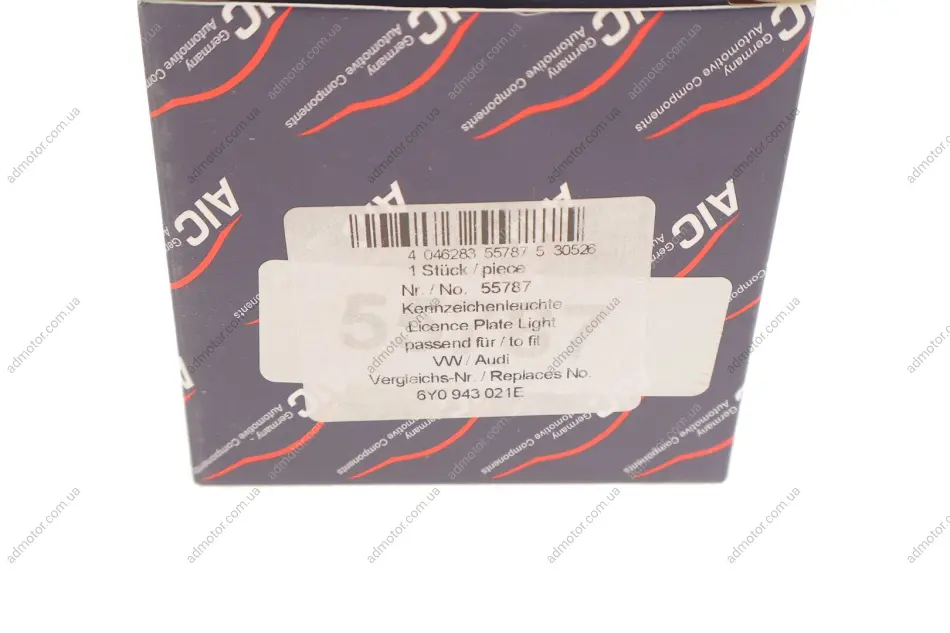 AIC
Germany
Automotive Components
4 046283 55787 5 30526
1 Stück / piece
Nr. / No. 55787
Kennzeichenleuchte
Licence Plate Light
passend für / to fit
VW / Audi
Vergleichs-Nr. / Replaces No.
6Y0 943 021E
admotor.com.ua